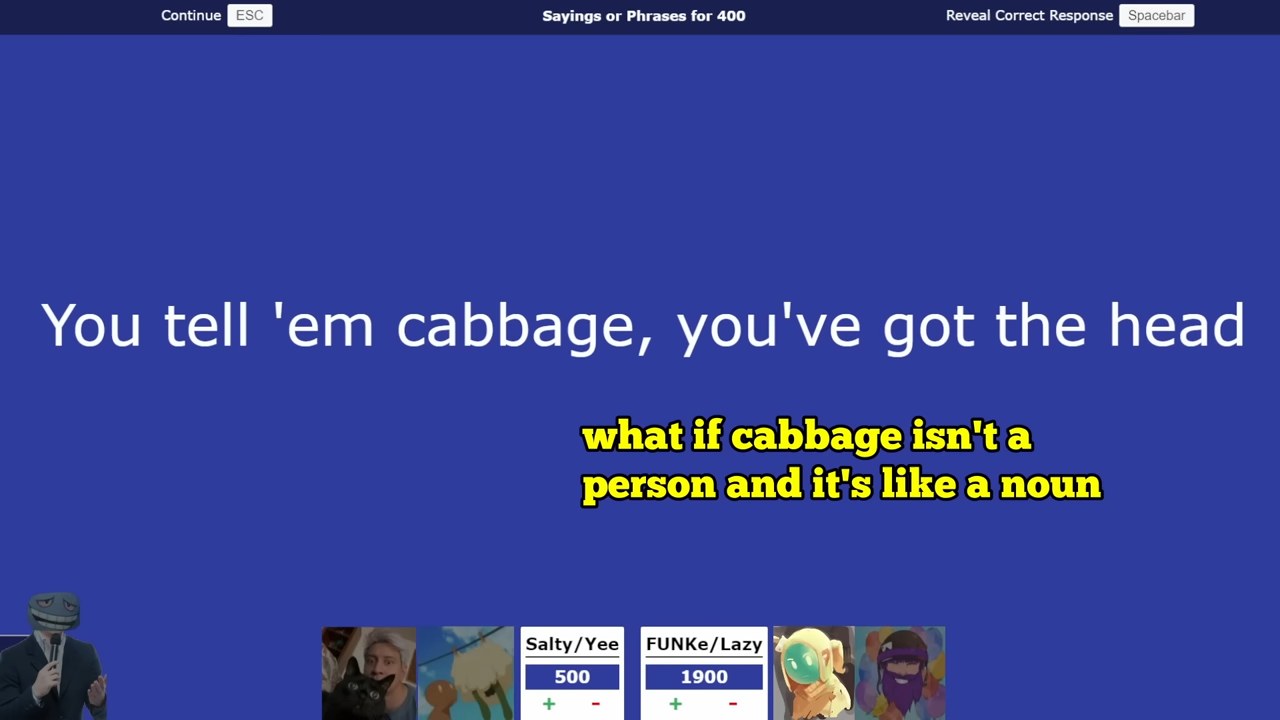 Continue ESC
Sayings or Phrases for 400
Reveal Correct Response Spacebar
You tell 'em cabbage, you've got the head
what if cabbage isn't a
person and it's like a noun
Salty/Yee
500
+ -
FUNKe/Lazy
1900
+ -